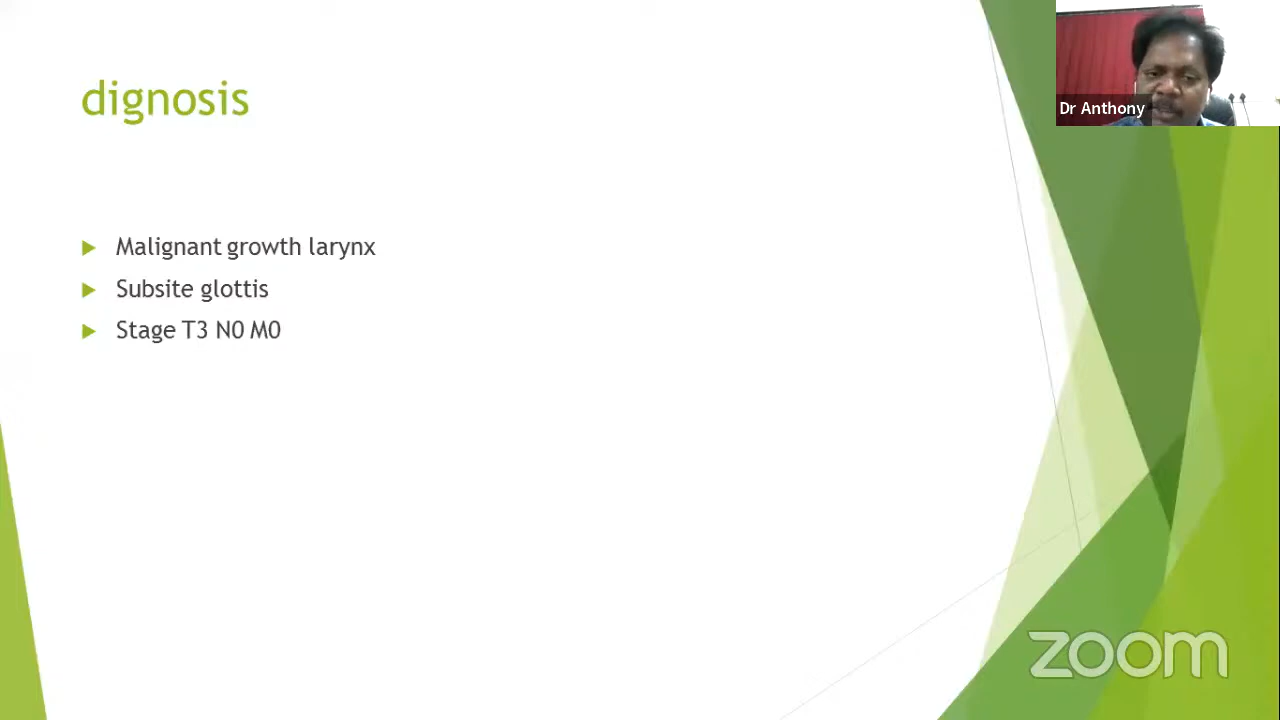 dignosis
Dr Anthony
Malignant growth larynx
Subsite glottis
Stage T3 N0 M0
zoom